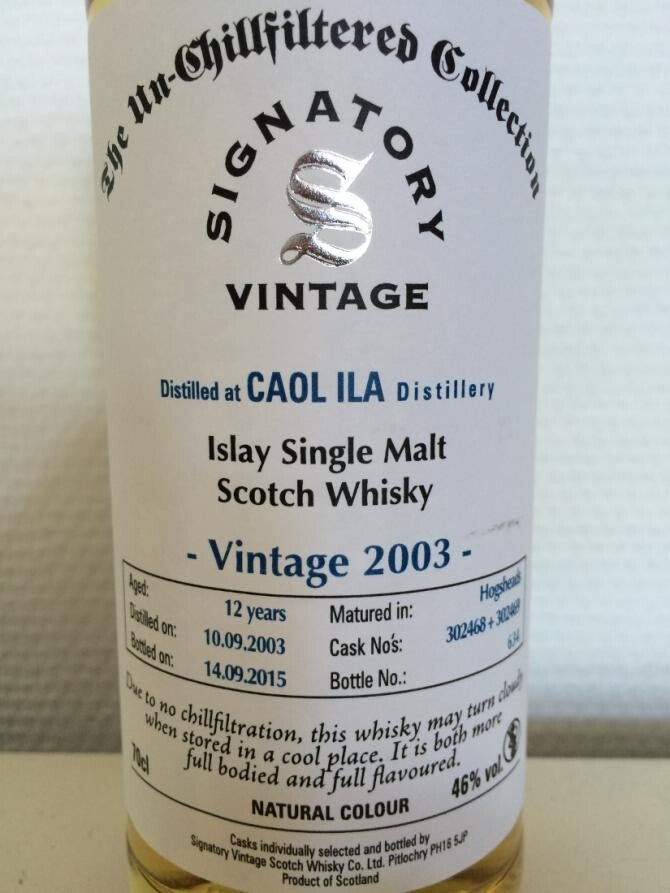 The Un-Chillfiltered Collection
SIGNATORY
S
VINTAGE
Distilled at CAOL ILA Distillery
Islay Single Malt
Scotch Whisky
- Vintage 2003 -
Aged: 12 years
Distilled on: 10.09.2003
Bottled on: 14.09.2015
Matured in: Hogsheads
Cask No's: 302468 + 302469
Bottle No.: 634
Due to no chillfiltration, this whisky may turn cloudy
when stored in a cool place. It is both more
full bodied and full flavoured.
70cl
46% vol.
NATURAL COLOUR
Casks individually selected and bottled by
Signatory Vintage Scotch Whisky Co. Ltd. Pitlochry PH16 5JP
Product of Scotland